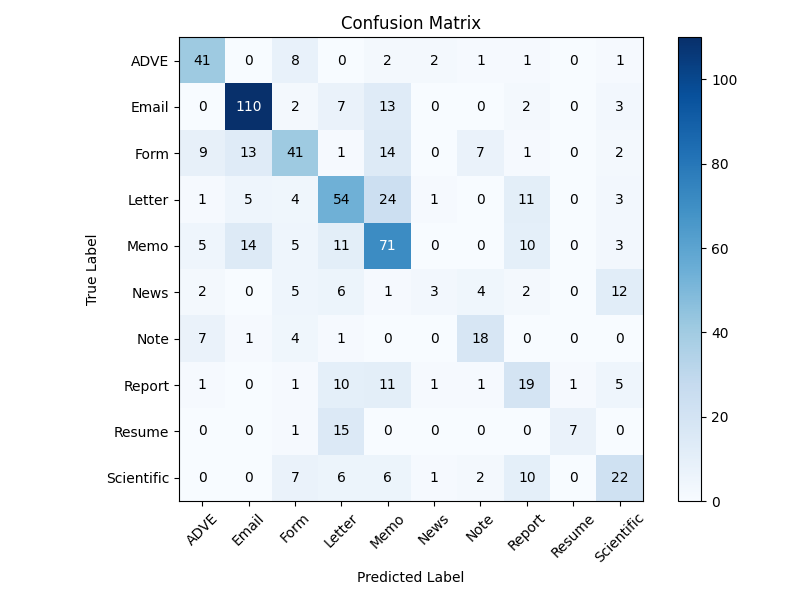 Confusion Matrix
ADVE 41 0 8 0 2 2 1 1 0 1
Email 0 110 2 7 13 0 0 2 0 3
Form 9 13 41 1 14 0 7 1 0 2
Letter 1 5 4 54 24 1 0 11 0 3
Memo 5 14 5 11 71 0 0 10 0 3
News 2 0 5 6 1 3 4 2 0 12
Note 7 1 4 1 0 0 18 0 0 0
Report 1 0 1 10 11 1 1 19 1 5
Resume 0 0 1 15 0 0 0 0 7 0
Scientific 0 0 7 6 6 1 2 10 0 22
ADVE Email Form Letter Memo News Note Report Resume Scientific
Predicted Label
True Label
100
80
60
40
20
0